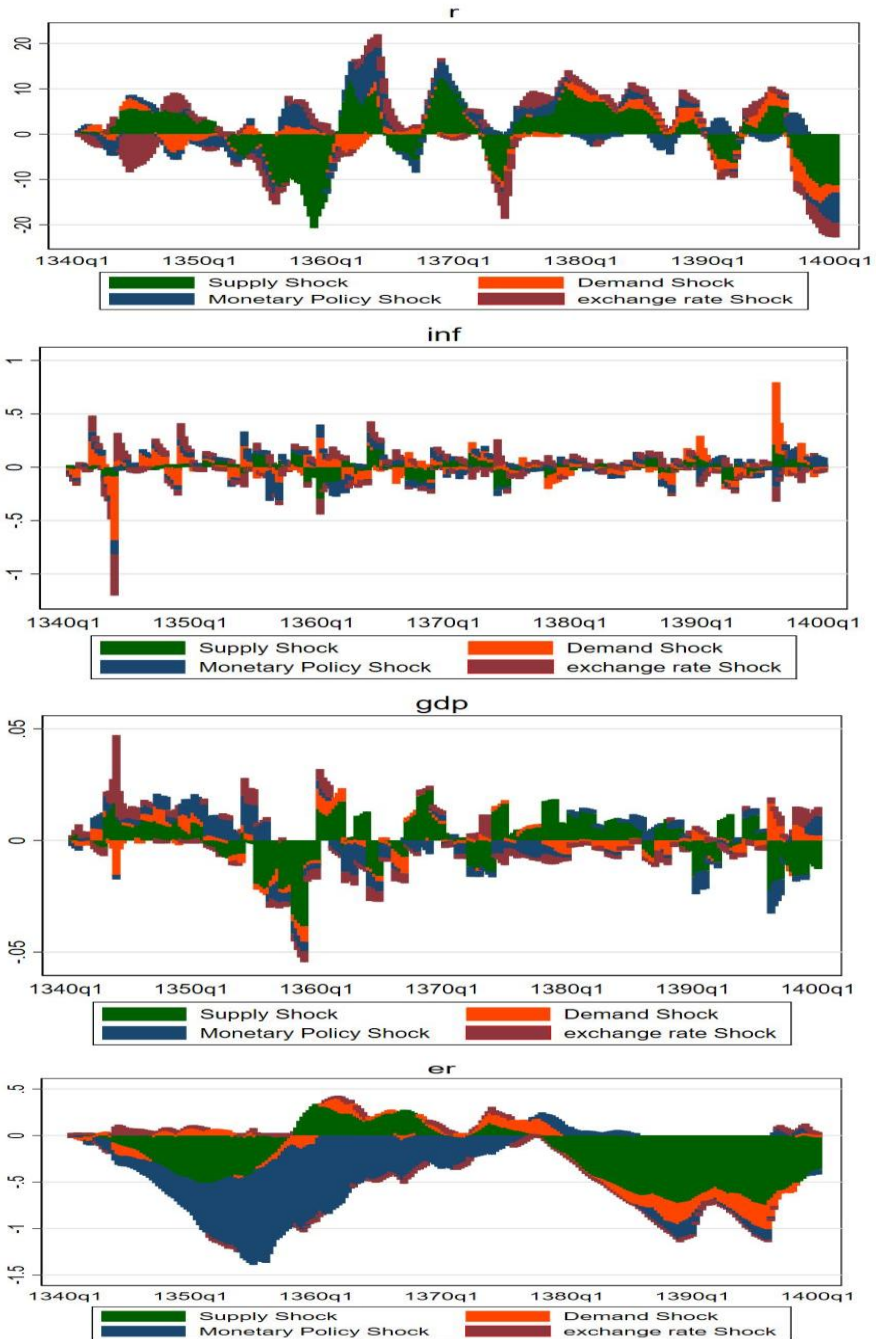 r
20
10
0
-10
-20
1340q1 1350q1 1360q1 1370q1 1380q1 1390q1 1400q1
Supply Shock Demand Shock
Monetary Policy Shock exchange rate Shock
inf
1
.5
0
-.5
-1
1340q1 1350q1 1360q1 1370q1 1380q1 1390q1 1400q1
Supply Shock Demand Shock
Monetary Policy Shock exchange rate Shock
gdp
.05
0
-.05
1340q1 1350q1 1360q1 1370q1 1380q1 1390q1 1400q1
Supply Shock Demand Shock
Monetary Policy Shock exchange rate Shock
er
.5
0
-.5
-1
-1.5
1340q1 1350q1 1360q1 1370q1 1380q1 1390q1 1400q1
Supply Shock Demand Shock
Monetary Policy Shock exchange rate Shock